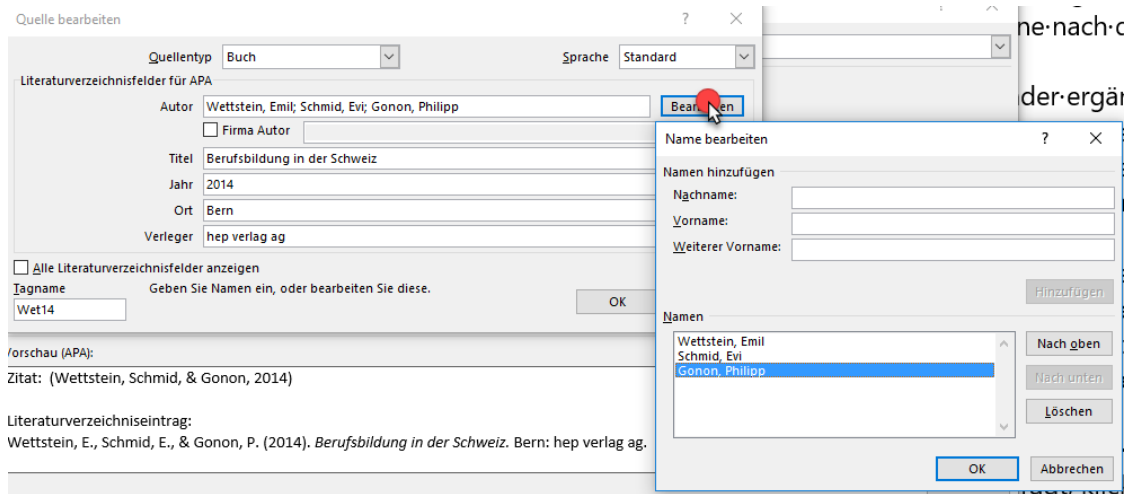 Quelle bearbeiten
?
Quellentyp Buch
Sprache Standard
Literaturverzeichnisfelder für APA
Autor Wettstein, Emil; Schmid, Evi; Gonon, Philipp
Firma Autor
Titel Berufsbildung in der Schweiz
Jahr 2014
Ort Bern
Verleger hep verlag ag
Alle Literaturverzeichnisfelder anzeigen
Tagname
Geben Sie Namen ein, oder bearbeiten Sie diese.
Wet14
OK
Vorschau (APA):
Zitat: (Wettstein, Schmid, & Gonon, 2014)
Literaturverzeichniseintrag:
Wettstein, E., Schmid, E., & Gonon, P. (2014). Berufsbildung in der Schweiz. Bern: hep verlag ag.
Name bearbeiten
?
Namen hinzufügen
Nachname:
Vorname:
Weiterer Vorname:
Hinzufügen
Namen
Wettstein, Emil
Schmid, Evi
Gonon, Philipp
Nach oben
Nach unten
Löschen
OK
Abbrechen
ne·nach·d
der·ergän